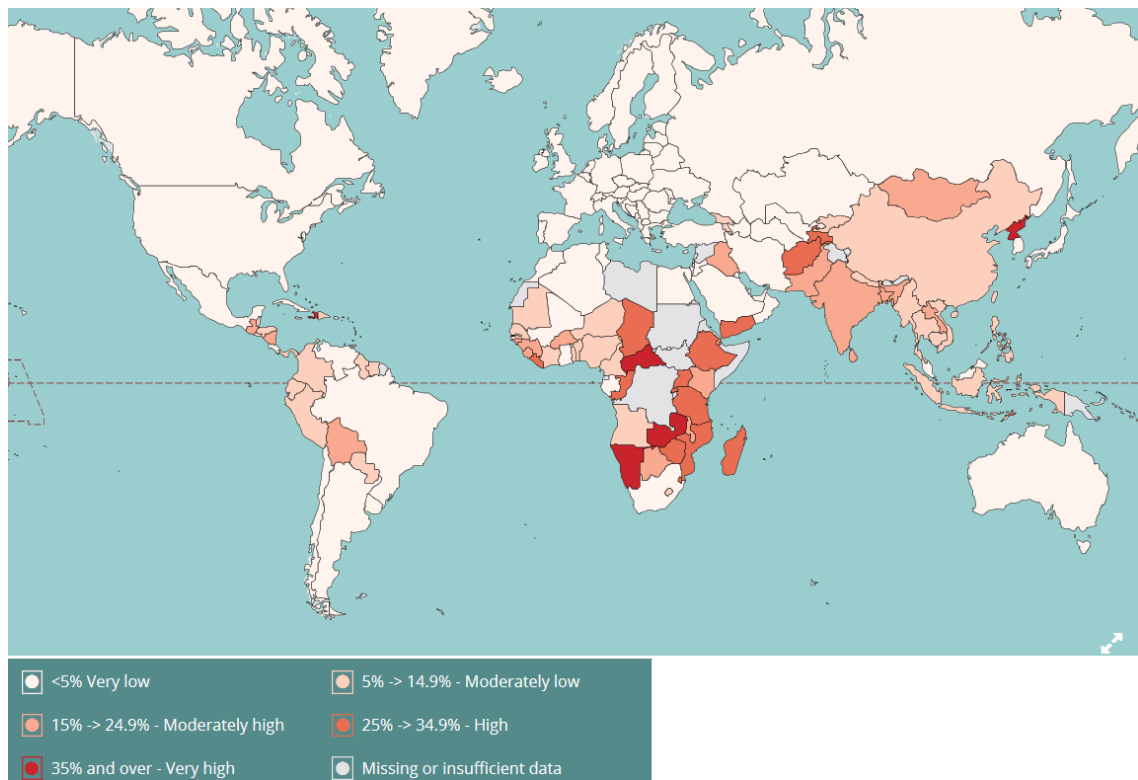 <5% Very low
5% -> 14.9% - Moderately low
15% -> 24.9% - Moderately high
25% -> 34.9% - High
35% and over - Very high
Missing or insufficient data